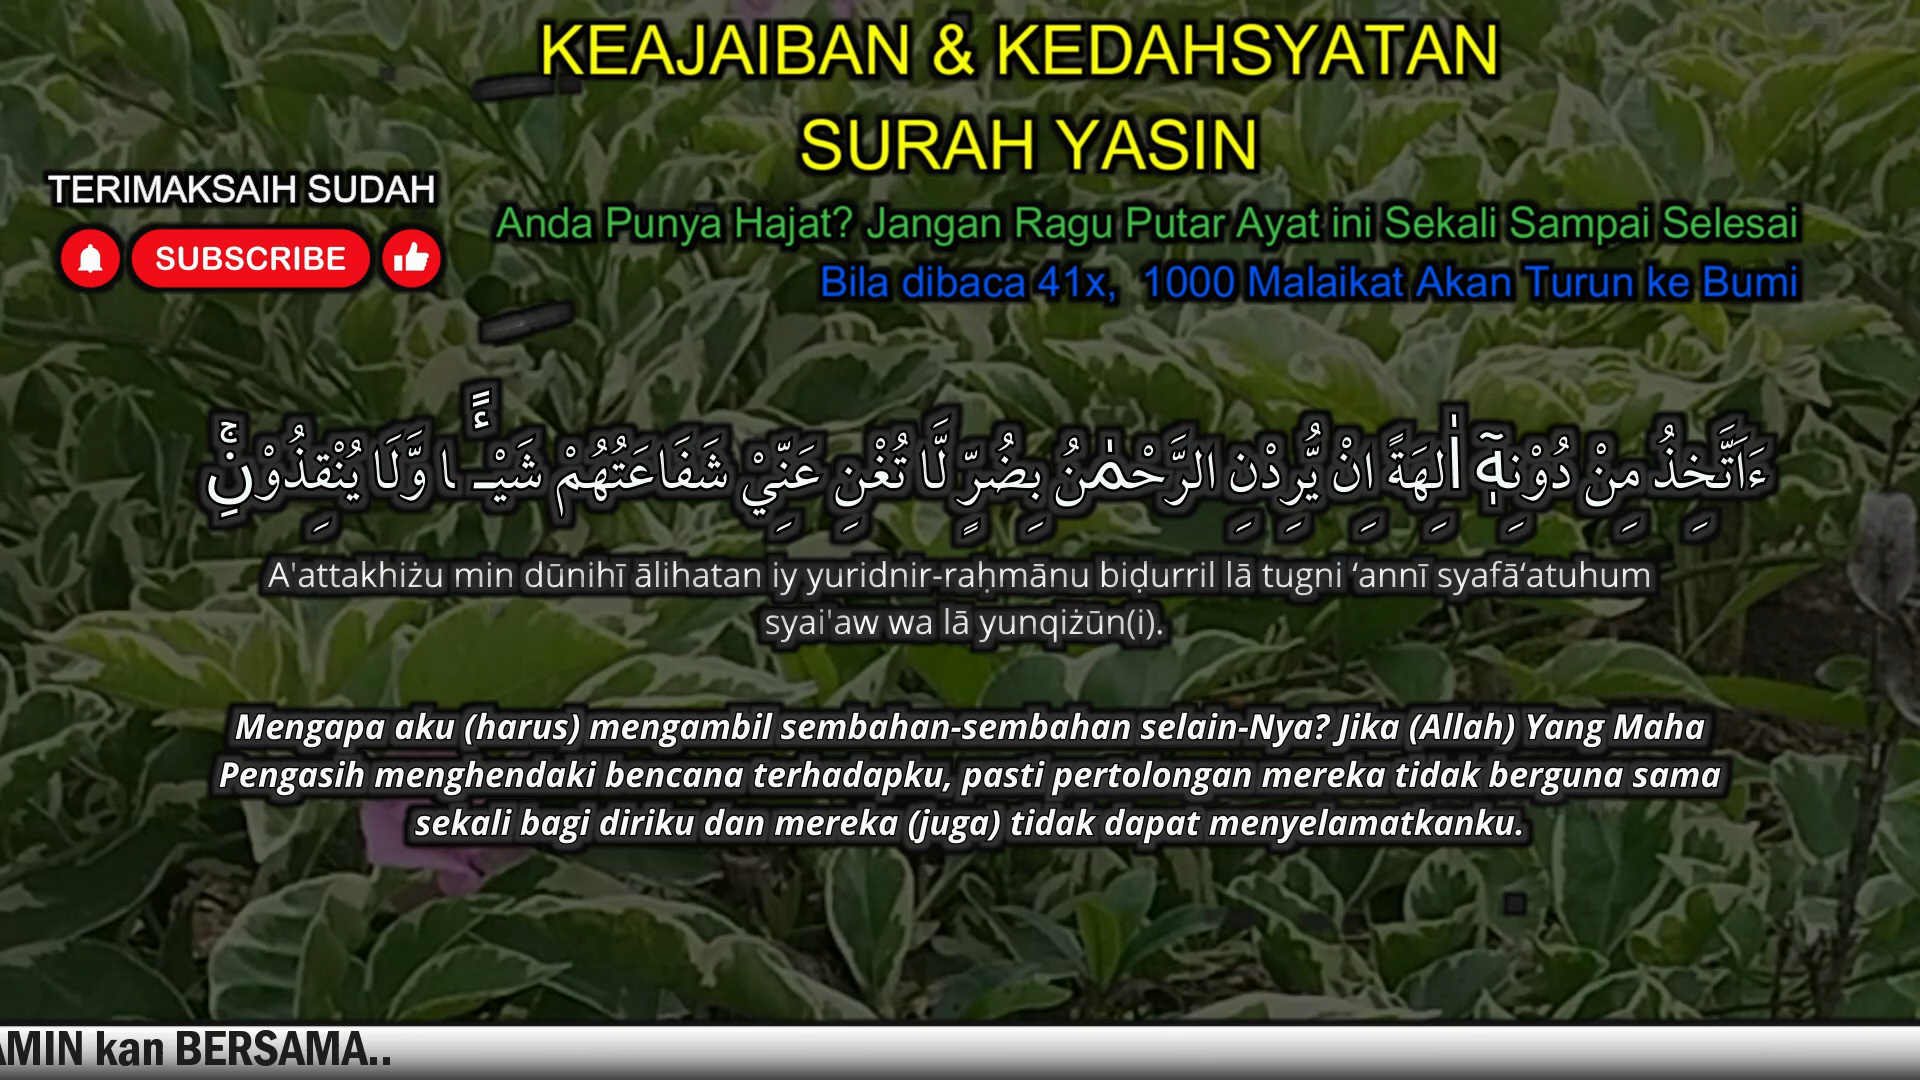 KEAJAIBAN & KEDAHSYATAN
SURAH YASIN
TERIMAKSAIH SUDAH
SUBSCRIBE
Anda Punya Hajat? Jangan Ragu Putar Ayat ini Sekali Sampai Selesai
Bila dibaca 41x, 1000 Malaikat Akan Turun ke Bumi
ءَاَتَّخِذُ مِنْ دُوْنِهٖٓ اٰلِهَةً اِنْ يُّرِدْنِ الرَّحْمٰنُ بِضُرٍّ لَّا تُغْنِ عَنِّيْ شَفَاعَتُهُمْ شَيْـًٔا وَّلَا يُنْقِذُوْنِۚ
A'attakhiżu min dūnihī ālihatan iy yuridnir-raḥmānu biḍurril lā tugni ‘annī syafā‘atuhum
syai'aw wa lā yunqiżūn(i).
Mengapa aku (harus) mengambil sembahan-sembahan selain-Nya? Jika (Allah) Yang Maha
Pengasih menghendaki bencana terhadapku, pasti pertolongan mereka tidak berguna sama
sekali bagi diriku dan mereka (juga) tidak dapat menyelamatkanku.
AMIN kan BERSAMA..